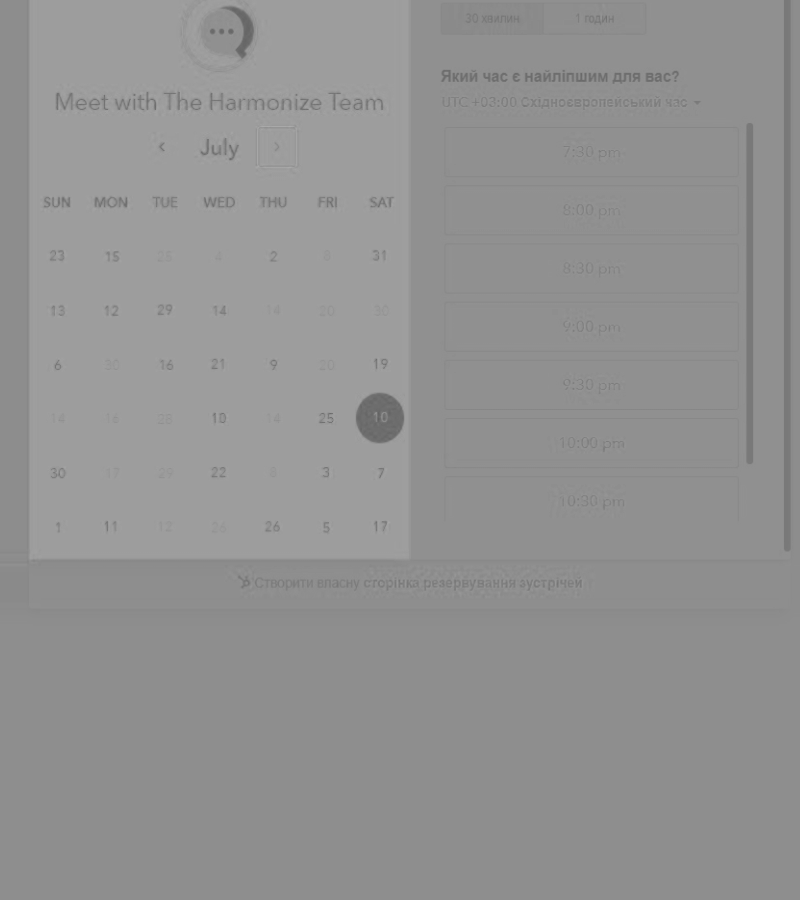 30 хвилин 1 годин
Який час є найліпшим для вас?
UTC +03:00 Східноєвропейський час
Meet with The Harmonize Team
July
SUN MON TUE WED THU FRI SAT
23 15 25 4 2 8 31
13 12 29 14 14 20 30
6 30 16 21 9 20 19
14 16 28 10 14 25 10
30 17 29 22 3 7
1 11 12 26 26 5 17
7:30 pm
8:00 pm
8:30 pm
9:00 pm
9:30 pm
10:00 pm
10:30 pm
Створити власну сторінка резервування зустрічей